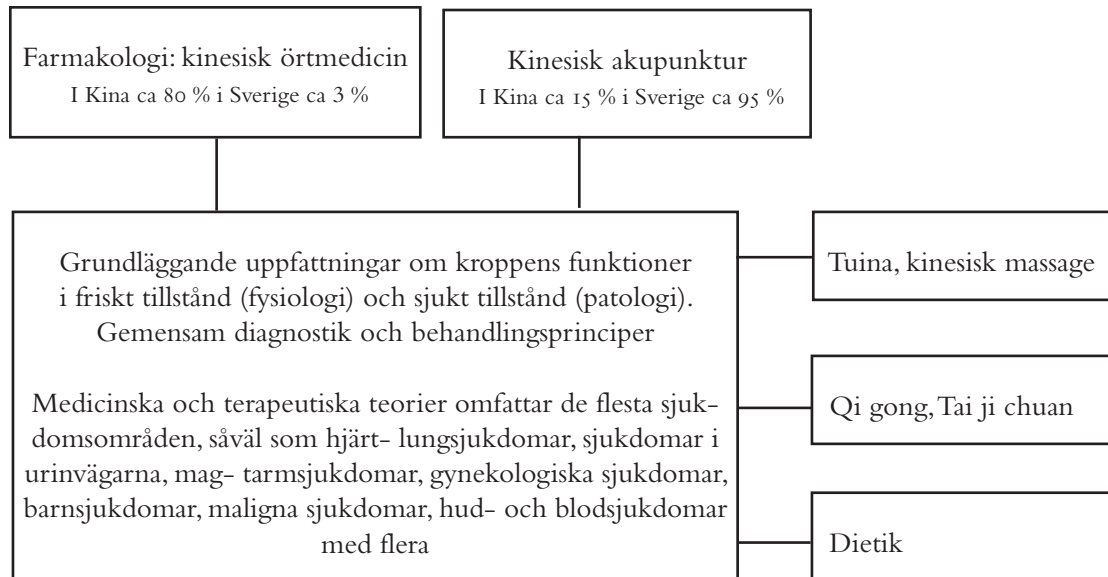 Farmakologi: kinesisk örtmedicin
I Kina ca 80 % i Sverige ca 3 %
Kinesisk akupunktur
I Kina ca 15 % i Sverige ca 95 %
Grundläggande uppfattningar om kroppens funktioner
i friskt tillstånd (fysiologi) och sjukt tillstånd (patologi).
Gemensam diagnostik och behandlingsprinciper
Medicinska och terapeutiska teorier omfattar de flesta sjuk-
domsområden, såväl som hjärt- lungsjukdomar, sjukdomar i
urinvägarna, mag- tarmsjukdomar, gynekologiska sjukdomar,
barnsjukdomar, maligna sjukdomar, hud- och blodsjukdomar
med flera
Tuina, kinesisk massage
Qi gong, Tai ji chuan
Dietik